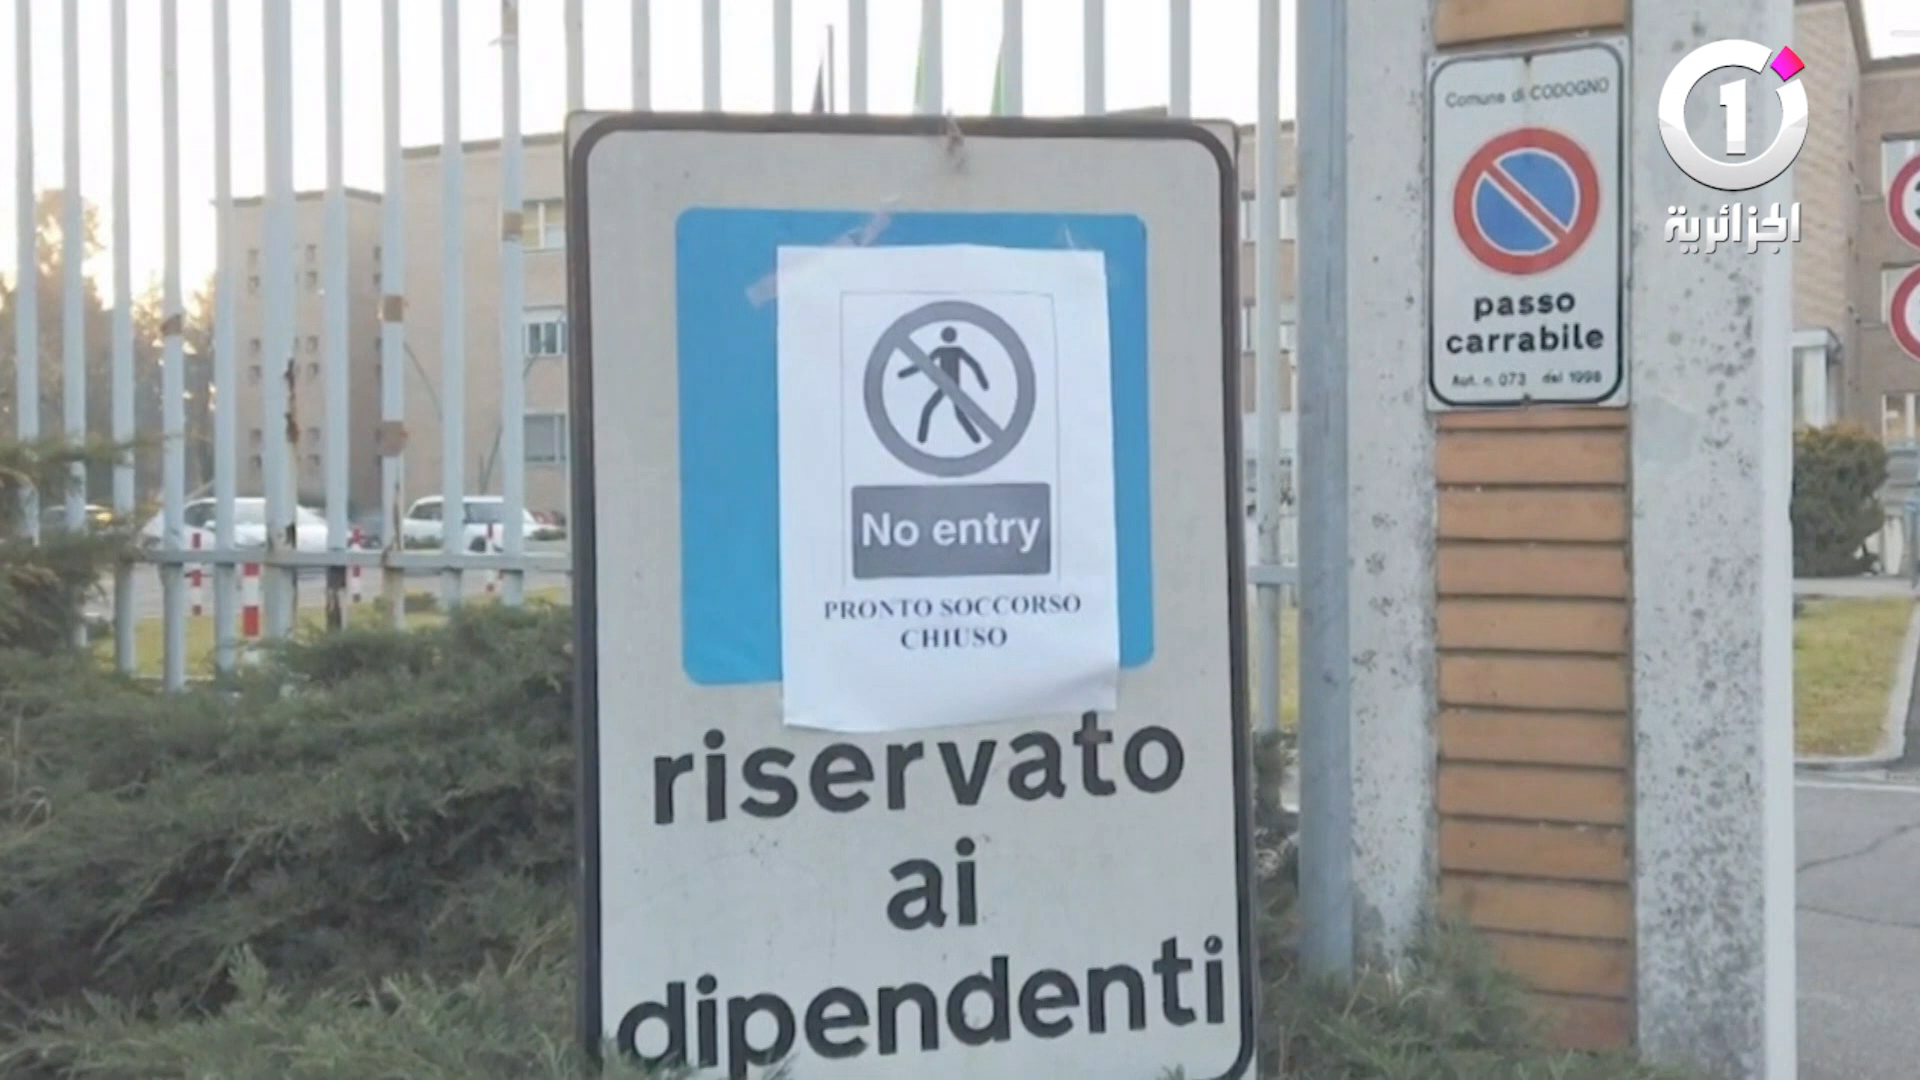 No entry
PRONTO SOCCORSO
CHIUSO
riservato
ai
dipendenti
Comune di CODOGNO
passo
carrabile
Aut. n. 073 del 1998
1
الجزائرية